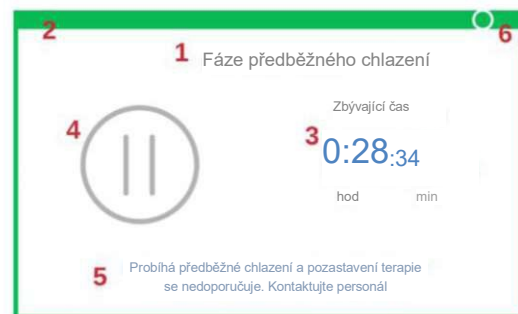 2
6
1 Fáze předběžného chlazení
Zbývající čas
4
3 0:28:34
hod min
5 Probíhá předběžné chlazení a pozastavení terapie
se nedoporučuje. Kontaktujte personál